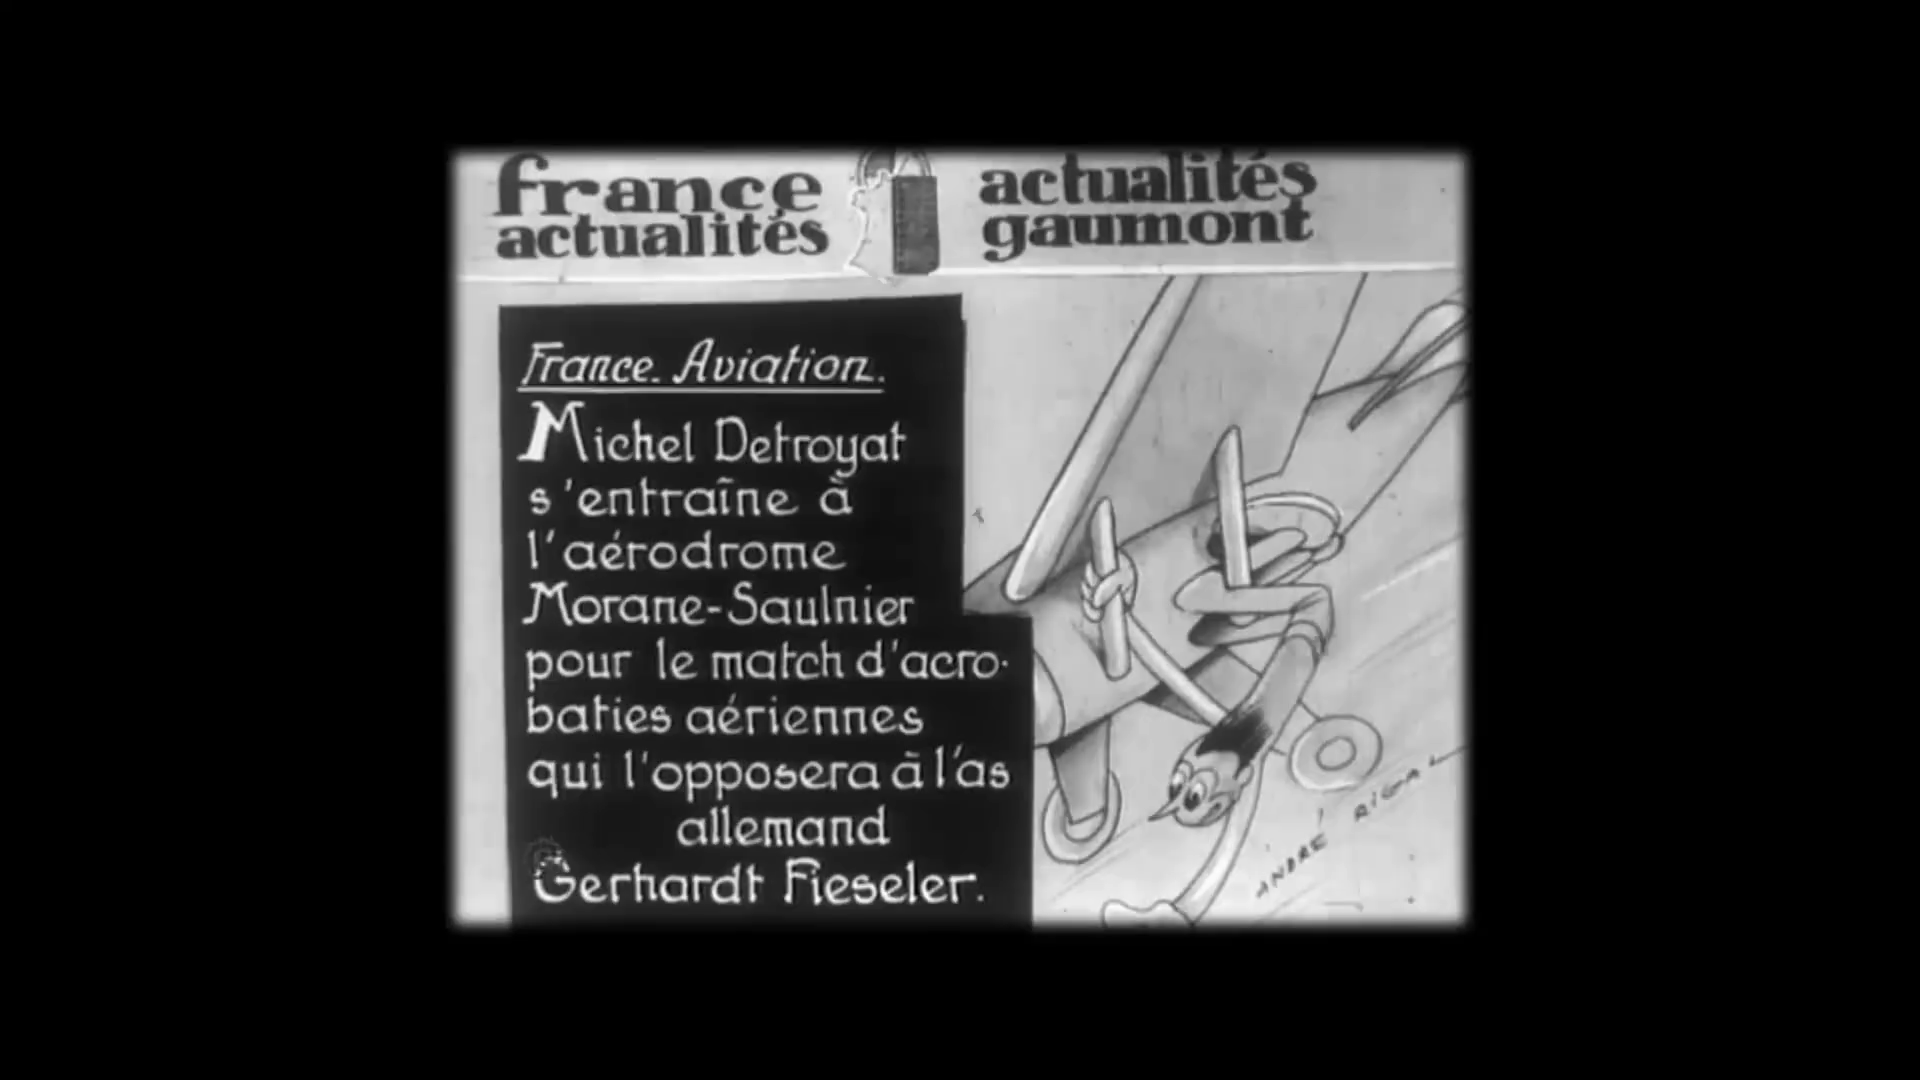 france
actualités
actualités
gaumont
France. Aviation.
Michel Detroyat
s'entraîne à
l'aérodrome
Morane-Saulnier
pour le match d'acro-
baties aériennes
qui l'opposera à l'as
allemand
Gerhardt Fieseler.
ANDRÉ RIGAL